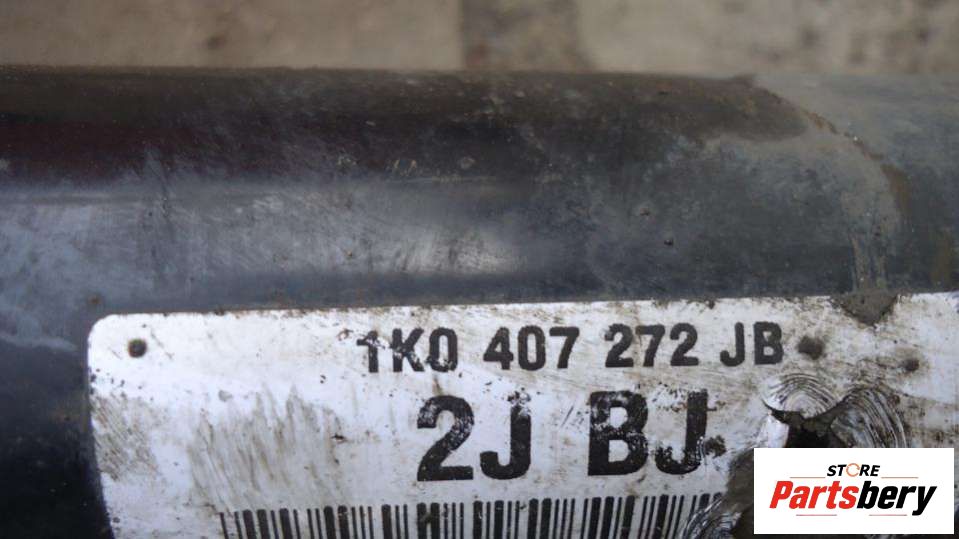 1K0 407 272 JB
2J BJ
STORE
Partsbery